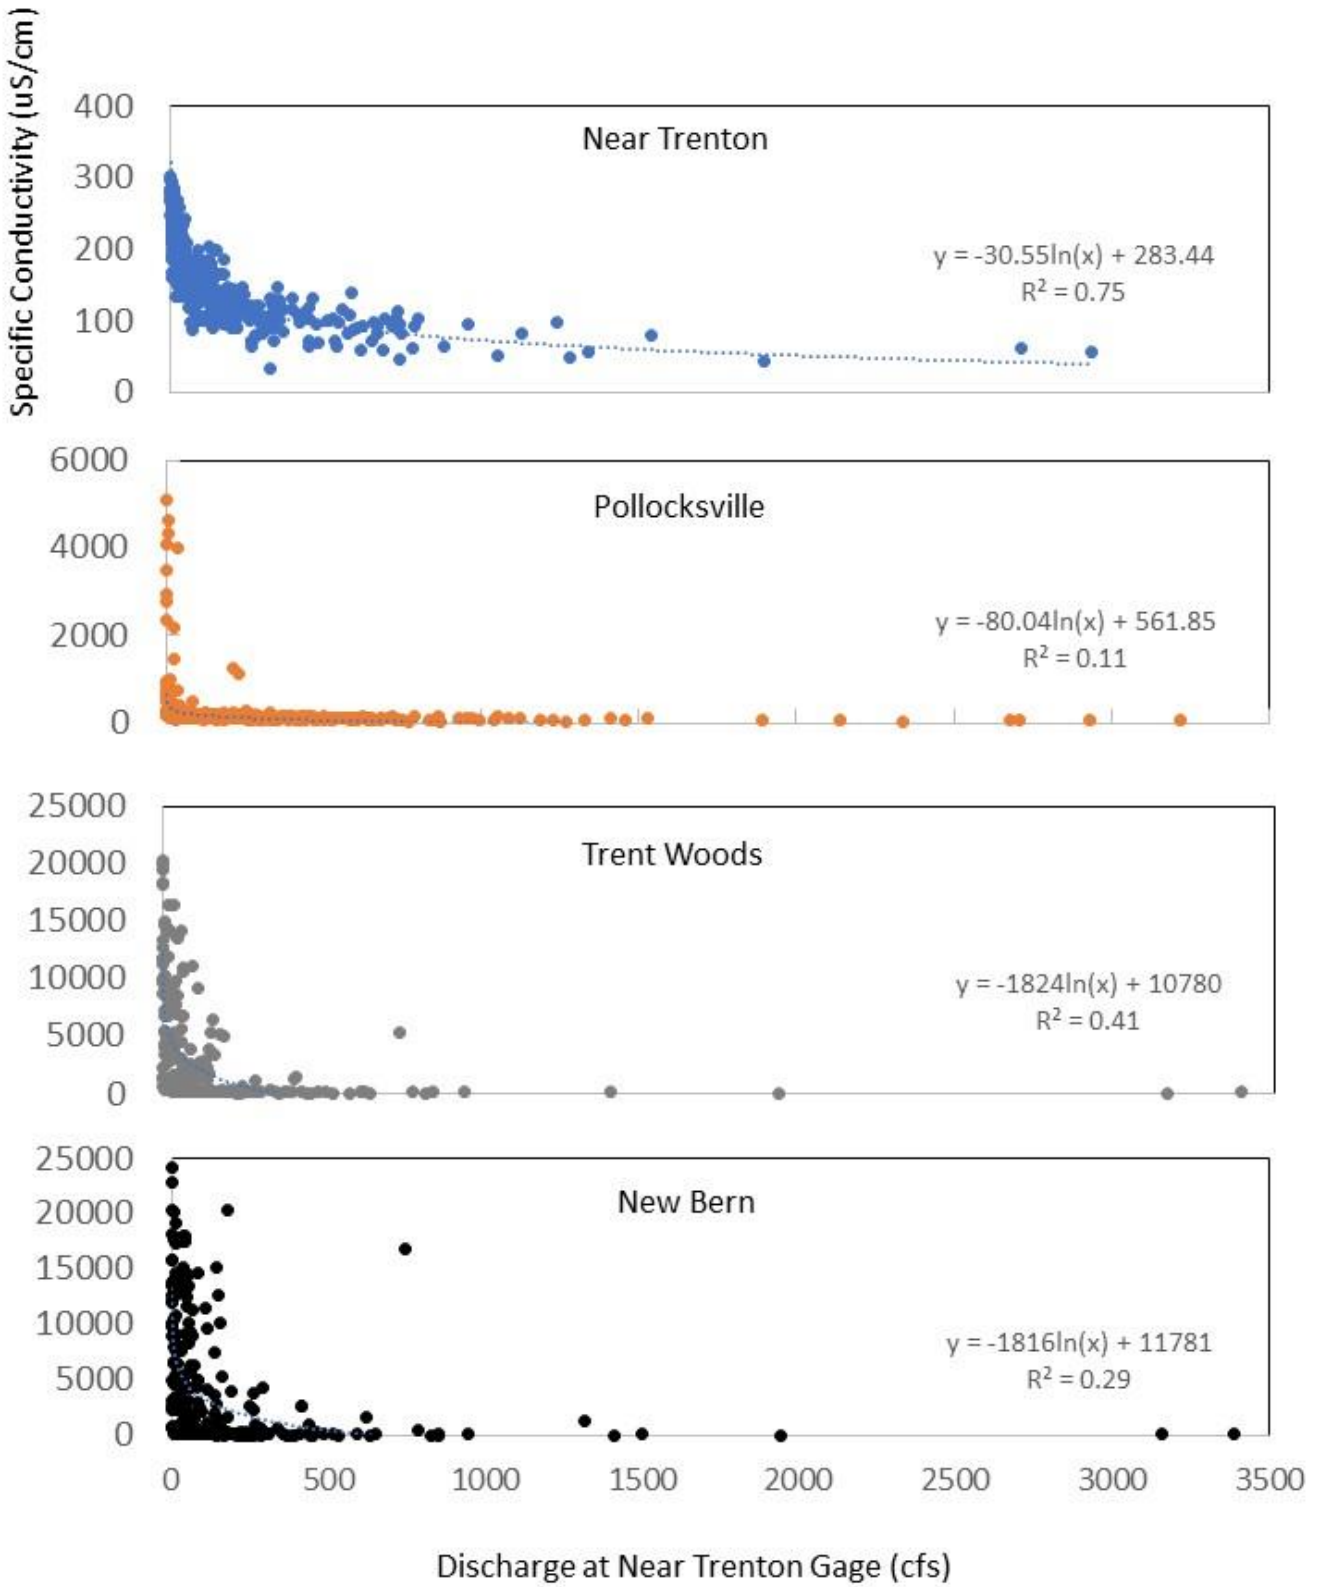 Specific Conductivity (uS/cm)
400
300
200
100
0
Near Trenton
y = -30.55ln(x) + 283.44
R² = 0.75
6000
4000
2000
0
Pollocksville
y = -80.04ln(x) + 561.85
R² = 0.11
25000
20000
15000
10000
5000
0
Trent Woods
y = -1824ln(x) + 10780
R² = 0.41
25000
20000
15000
10000
5000
0
New Bern
y = -1816ln(x) + 11781
R² = 0.29
0 500 1000 1500 2000 2500 3000 3500
Discharge at Near Trenton Gage (cfs)